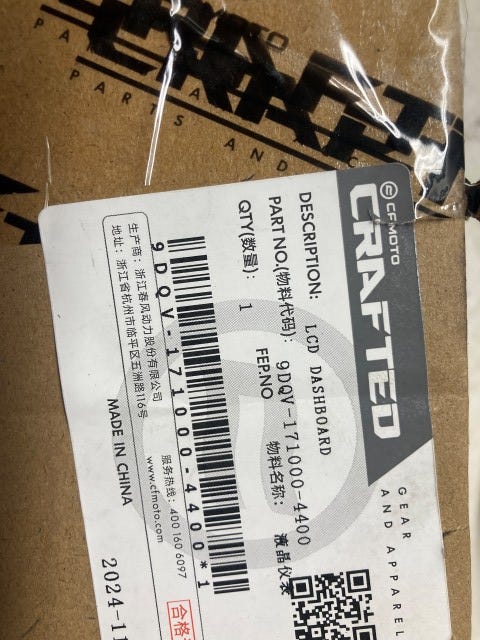 CFMOTO
CRAFTED
GEAR
AND APPAREL
DESCRIPTION: LCD DASHBOARD
PART NO.(物料代码): 9DQV-171000-4400
QTY(数量): 1
FEP.NO
物料名称: 液晶仪表
9DQV-171000-4400*1
生产商: 浙江春风动力股份有限公司
地址: 浙江省杭州市临平区五洲路116号
服务热线: 400 160 6097
www.cfmoto.com
MADE IN CHINA
2024-11
合格
PARTS AND